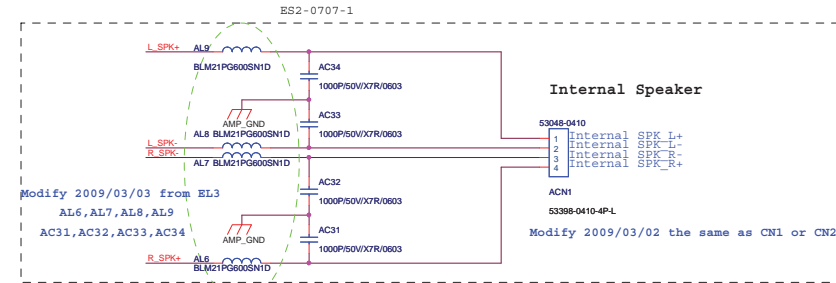 ES2-0707-1
L_SPK+
AL9
BLM21PG600SN1D
AC34
1000P/50V/X7R/0603
Internal Speaker
AMP_GND
AC33
1000P/50V/X7R/0603
53048-0410
L_SPK-
AL8 BLM21PG600SN1D
R_SPK-
AL7 BLM21PG600SN1D
1 Internal SPK_L+
2 Internal SPK_L-
3 Internal SPK_R-
4 Internal SPK_R+
AC32
1000P/50V/X7R/0603
ACN1
53398-0410-4P-L
Modify 2009/03/03 from EL3
AL6,AL7,AL8,AL9
AC31,AC32,AC33,AC34
AMP_GND
AC31
1000P/50V/X7R/0603
Modify 2009/03/02 the same as CN1 or CN2
R_SPK+
AL6
BLM21PG600SN1D